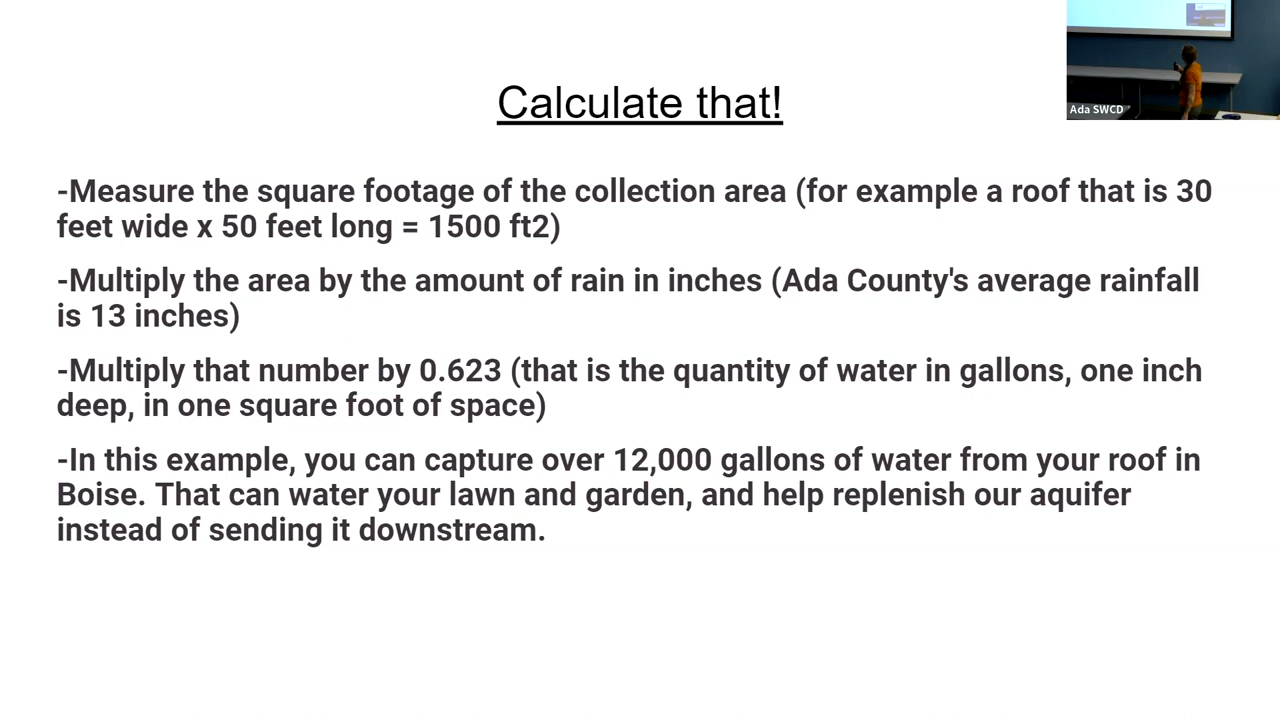 Calculate that!
Ada SWCD
-Measure the square footage of the collection area (for example a roof that is 30
feet wide x 50 feet long = 1500 ft2)
-Multiply the area by the amount of rain in inches (Ada County's average rainfall
is 13 inches)
-Multiply that number by 0.623 (that is the quantity of water in gallons, one inch
deep, in one square foot of space)
-In this example, you can capture over 12,000 gallons of water from your roof in
Boise. That can water your lawn and garden, and help replenish our aquifer
instead of sending it downstream.